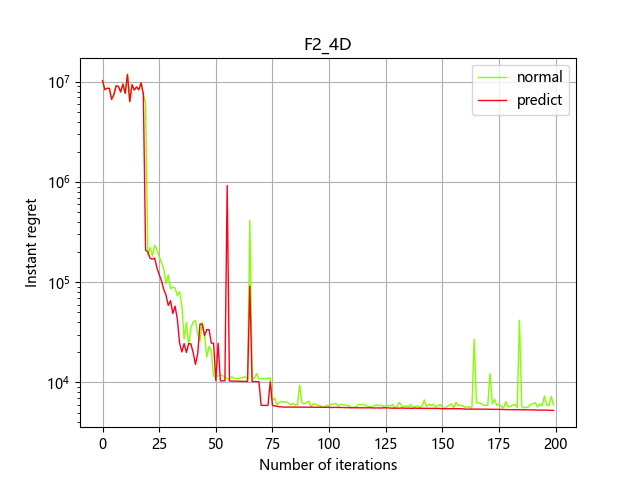 F2_4D
normal
predict
Instant regret
10⁷
10⁶
10⁵
10⁴
0 25 50 75 100 125 150 175 200
Number of iterations